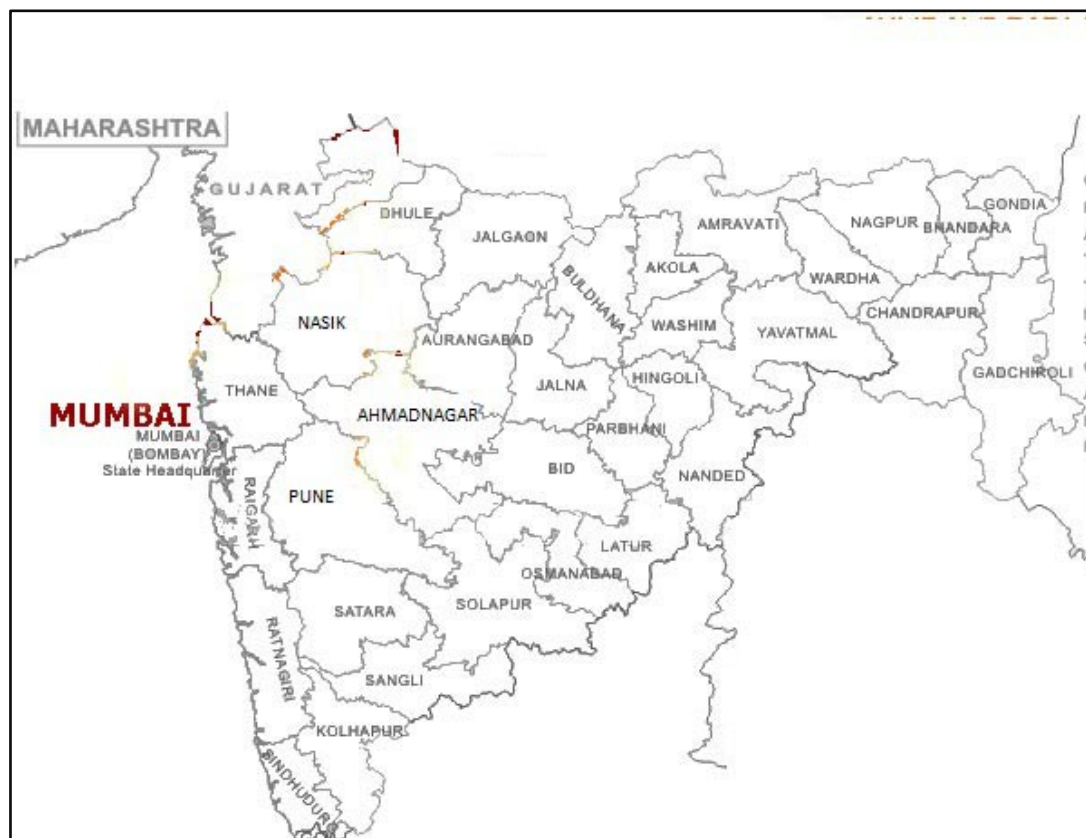 MAHARASHTRA
GUJARAT
DHULE
JALGAON
BULDHANA
AKOLA
AMRAVATI
WARDHA
NAGPUR
BHANDARA
GONDIA
NASIK
AURANGABAD
WASHIM
YAVATMAL
CHANDRAPUR
GADCHIROLI
THANE
AHMADNAGAR
JALNA
HINGOLI
PARBHANI
MUMBAI
MUMBAI
(BOMBAY)
State Headquarter
RAIGARH
PUNE
BID
NANDED
LATUR
OSMANABAD
SATARA
SOLAPUR
RATNAGIRI
SANGLI
KOLHAPUR
SINDHUDURG